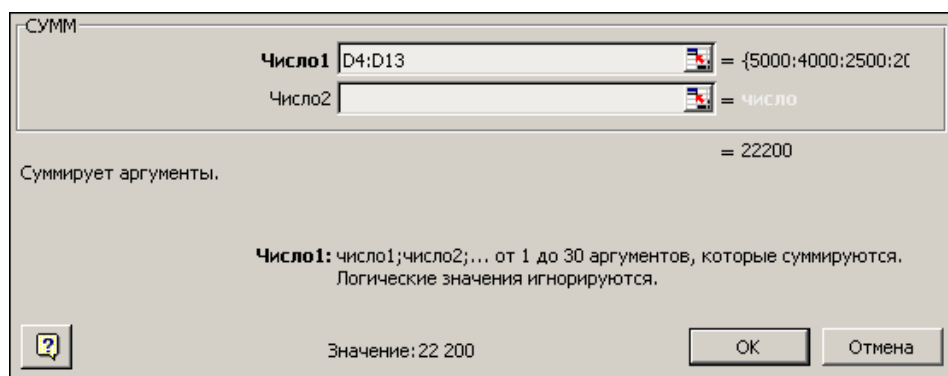 СУММ
Число1 D4:D13 = {5000:4000:2500:20
Число2 = число
= 22200
Суммирует аргументы.
Число1: число1;число2;... от 1 до 30 аргументов, которые суммируются.
Логические значения игнорируются.
Значение:22 200 OK Отмена